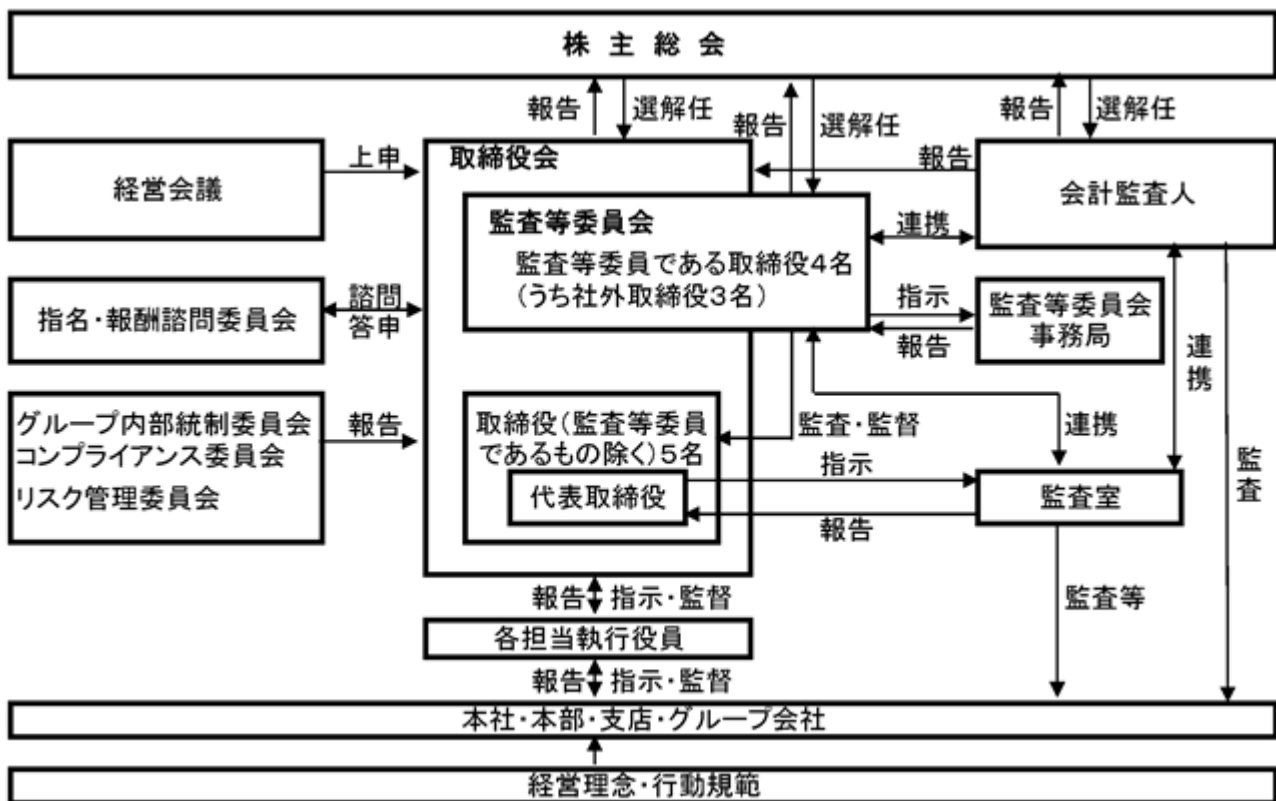 株 主 総 会
報告
選解任
報告
選解任
報告
選解任
経営会議
上申
取締役会
報告
会計監査人
監査等委員会
監査等委員である取締役4名
(うち社外取締役3名)
連携
指名・報酬諮問委員会
諮問
答申
指示
報告
監査等委員会
事務局
連携
グループ内部統制委員会
コンプライアンス委員会
リスク管理委員会
報告
取締役(監査等委員
であるもの除く)5名
監査・監督
連携
代表取締役
指示
報告
監査室
監査
監査等
報告
指示・監督
各担当執行役員
報告
指示・監督
本社・本部・支店・グループ会社
経営理念・行動規範